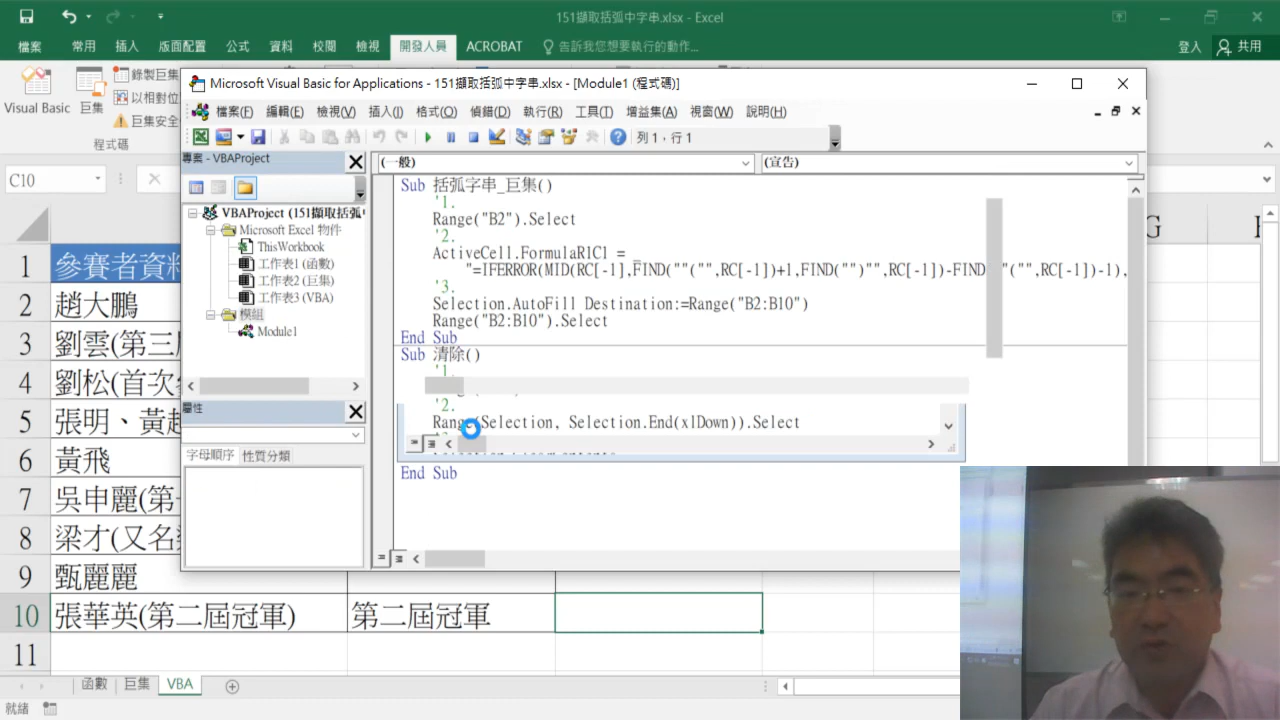 151擷取括弧中字串.xlsx - Excel
檔案 常用 插入 版面配置 公式 資料 校閱 檢視 開發人員 ACROBAT 告訴我您想要執行的動作... 登入 共用
Visual Basic 巨集 錄製巨集
以相對位
巨集安全
程式碼
Microsoft Visual Basic for Applications - 151擷取括弧中字串.xlsx - [Module1 (程式碼)]
檔案(F) 編輯(E) 檢視(V) 插入(I) 格式(O) 偵錯(D) 執行(R) 工具(T) 增益集(A) 視窗(W) 說明(H)
列 1，行 1
專案 - VBAProject
(一般) (宣告)
VBAProject (151擷取括弧
Microsoft Excel 物件
ThisWorkbook
工作表1 (函數)
工作表2 (巨集)
工作表3 (VBA)
模組
Module1
屬性
字母順序 性質分類
Sub 括弧字串_巨集()
'1.
Range("B2").Select
'2.
ActiveCell.FormulaR1C1 = _
"=IFERROR(MID(RC[-1],FIND(""("",RC[-1])+1,FIND("")"",RC[-1])-FIND "("",RC[-1])-1),
'3.
Selection.AutoFill Destination:=Range("B2:B10")
Range("B2:B10").Select
End Sub
Sub 清除()
'1.
'2.
Range(Selection, Selection.End(xlDown)).Select
End Sub
C10
G
1 參賽者資料
2 趙大鵬
3 劉雲(第三
4 劉松(首次
5 張明、黃
6 黃飛
7 吳申麗(第
8 梁才(又名
9 甄麗麗
10 張華英(第二屆冠軍) 第二屆冠軍
11
函數 巨集 VBA
就緒